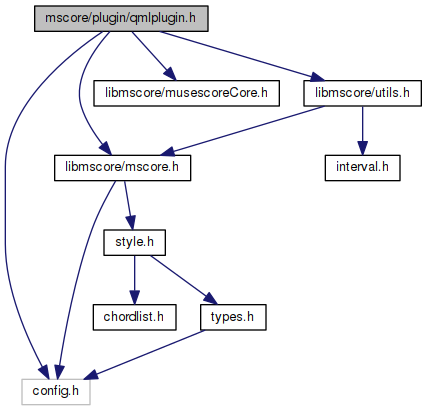 mscore/plugin/qmlplugin.h
libmscore/musescoreCore.h
libmscore/utils.h
libmscore/mscore.h
interval.h
style.h
chordlist.h
types.h
config.h